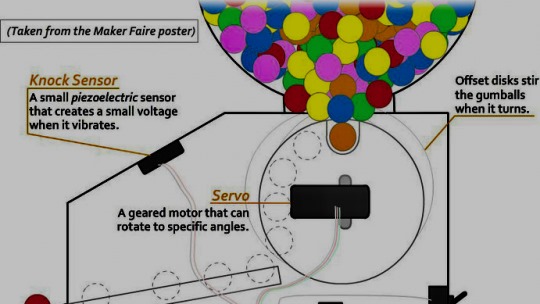 (Taken from the Maker Faire poster)
Knock Sensor
A small piezoelectric sensor
that creates a small voltage
when it vibrates.
Offset disks stir
the gumballs
when it turns.
Servo
A geared motor that can
rotate to specific angles.